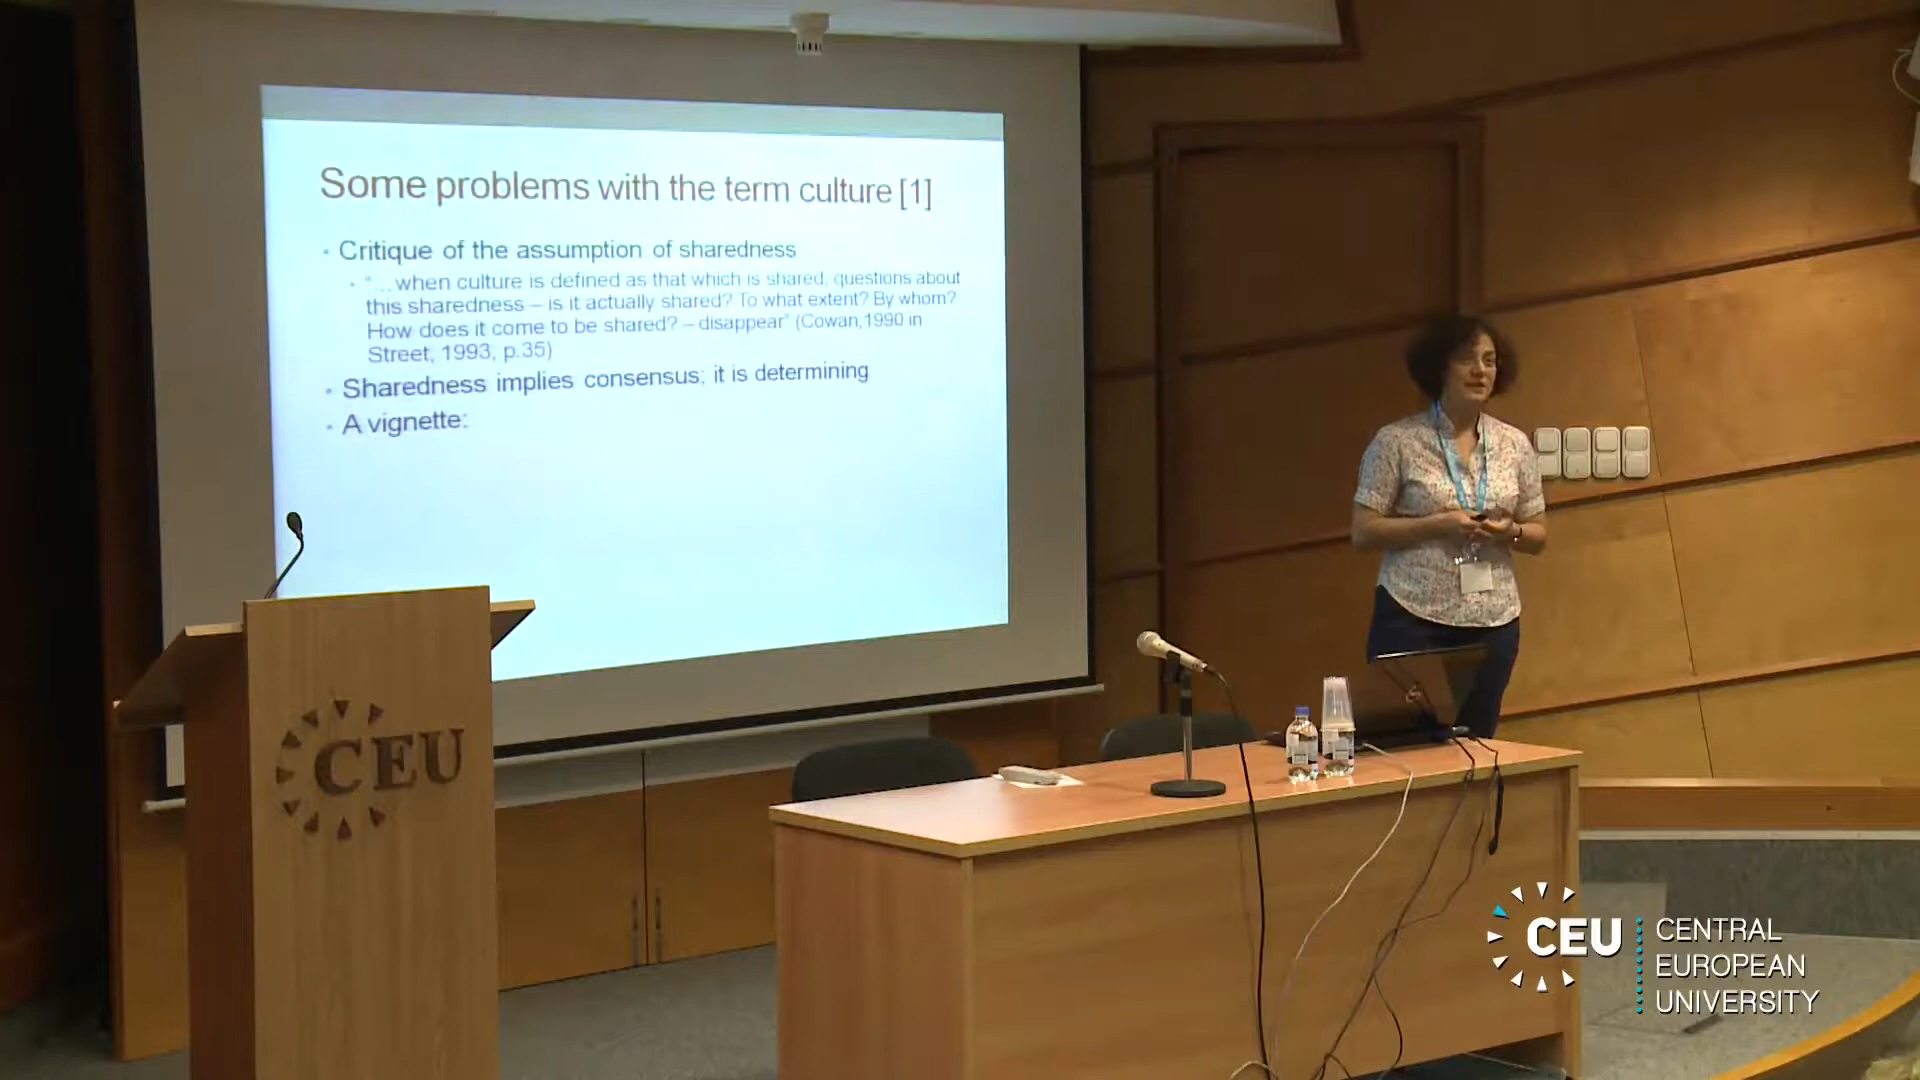 Some problems with the term culture [1]
• Critique of the assumption of sharedness
• "... when culture is defined as that which is shared, questions about
this sharedness – is it actually shared? To what extent? By whom?
How does it come to be shared? – disappear" (Cowan,1990 in
Street, 1993, p.35)
• Sharedness implies consensus; it is determining
• A vignette:
CEU
CEU
CENTRAL
EUROPEAN
UNIVERSITY